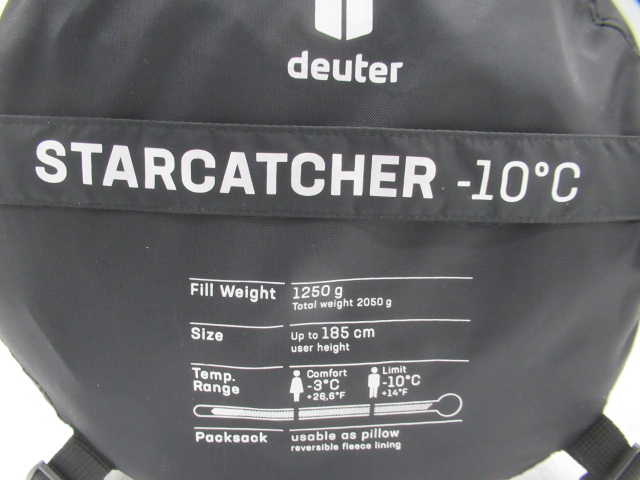 deuter
STARCATCHER -10°C
Fill Weight 1250 g
Total weight 2050 g
Size Up to 185 cm
user height
Temp. Range Comfort Limit
-3°C -10°C
+26,6°F +14°F
Packsack usable as pillow
reversible fleece lining